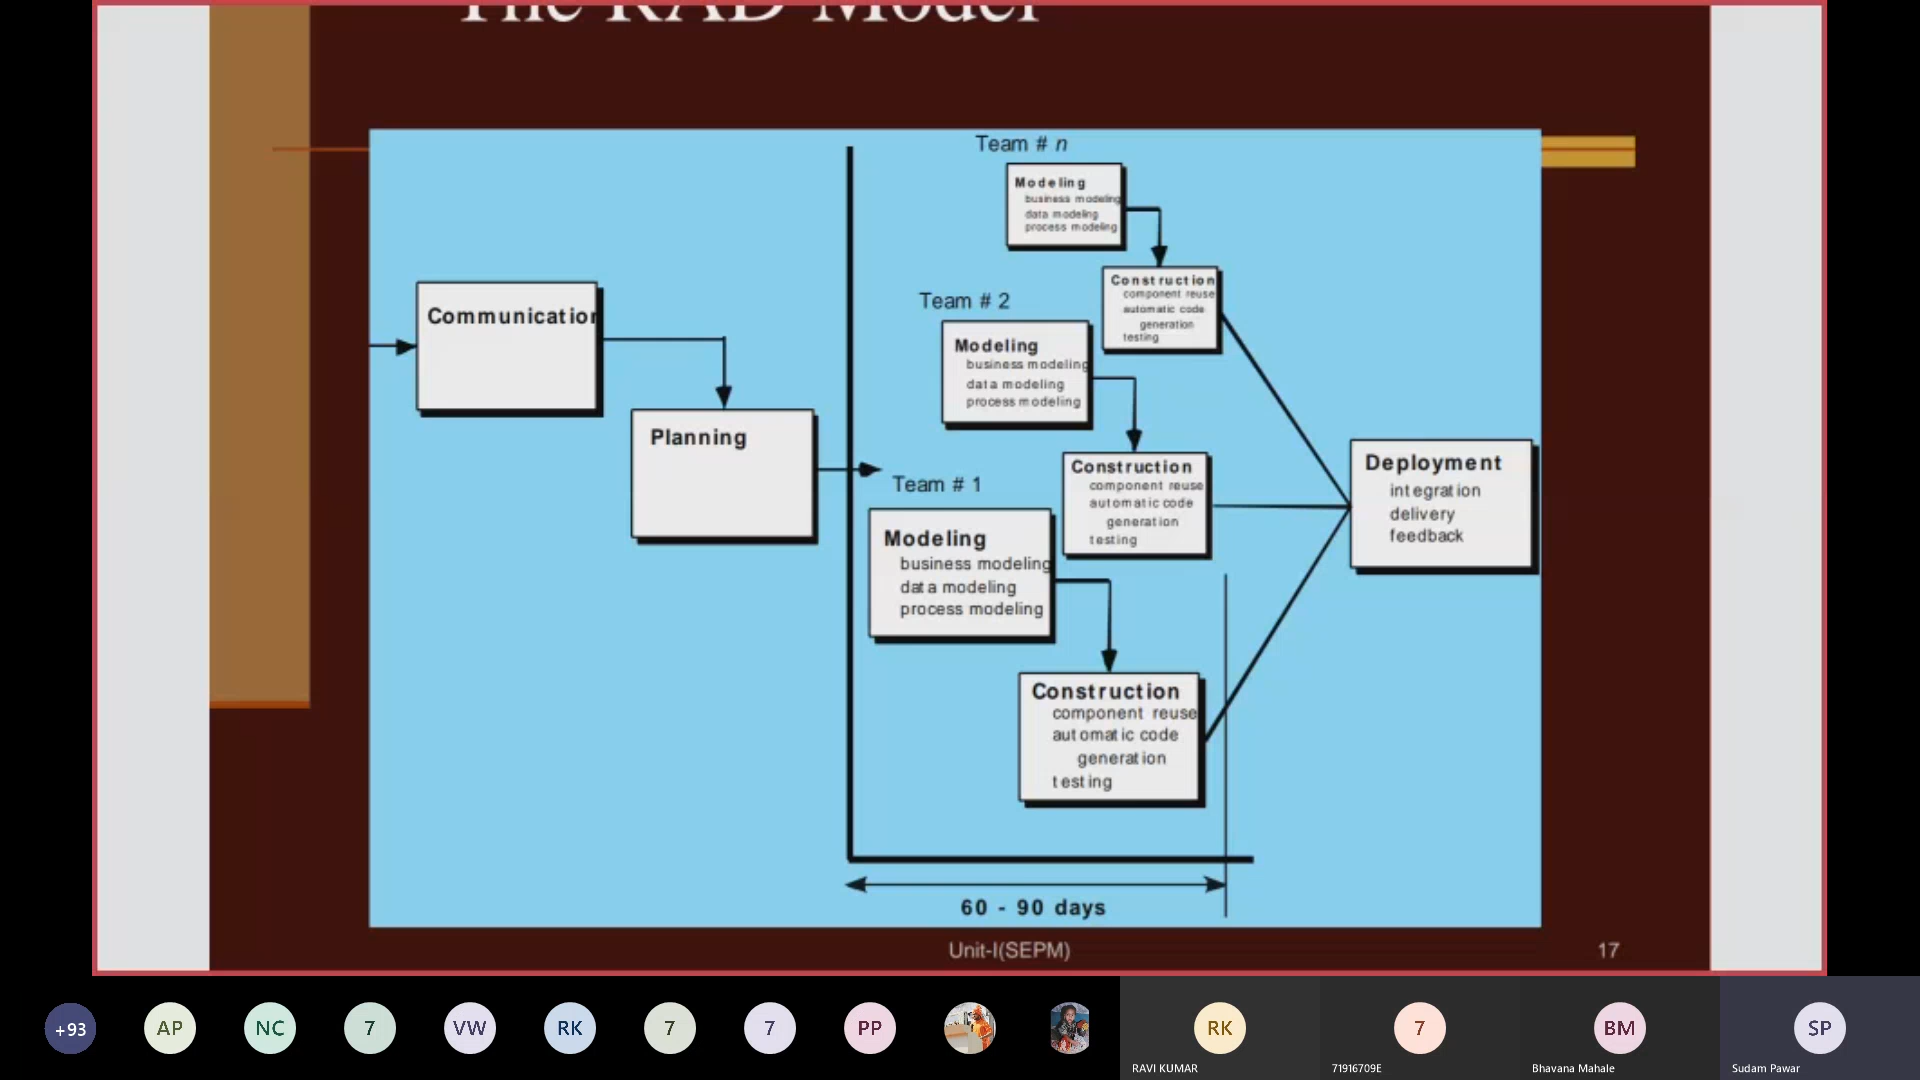 The RAD Model
Team # n
Modeling
business modeling
data modeling
process modeling
Construction
component reuse
automatic code
generation
testing
Team # 2
Modeling
business modeling
data modeling
process modeling
Construction
component reuse
automatic code
generation
testing
Communication
Planning
Team # 1
Modeling
business modeling
data modeling
process modeling
Construction
component reuse
automatic code
generation
testing
Deployment
integration
delivery
feedback
60 - 90 days
Unit-I(SEPM)
17
+93
AP
NC
7
VW
RK
7
7
PP
RK
RAVI KUMAR
7
71916709E
BM
Bhavana Mahale
SP
Sudam Pawar